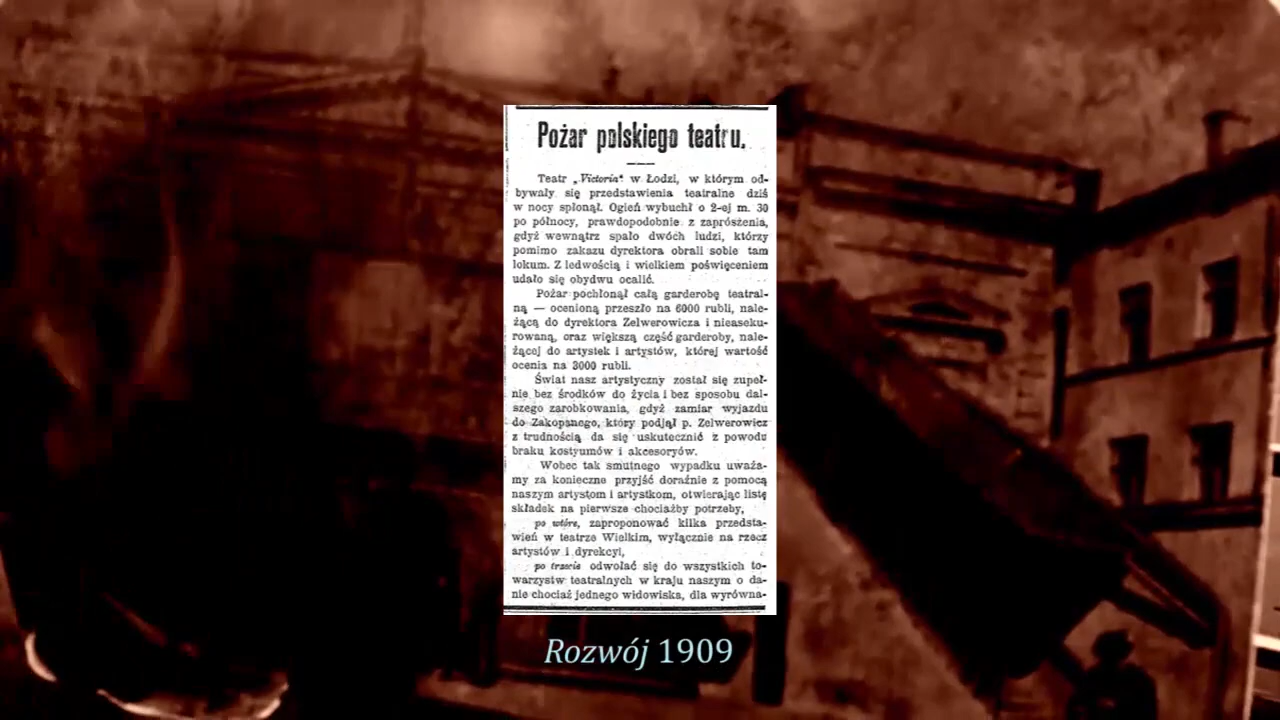 Pożar polskiego teatru.
Teatr „Victoria" w Łodzi, w którym od-
bywały się przedstawienia teatralne dziś
w nocy spłonął. Ogień wybuchł o 2-ej m. 30
po północy, prawdopodobnie z zaprószenia,
gdyż wewnątrz spało dwóch ludzi, którzy
pomimo zakazu dyrektora obrali sobie tam
lokum. Z ledwością i wielkiem poświęceniem
udało się obydwu ocalić.
Pożar pochłonął całą garderobę teatral-
ną — ocenioną przeszło na 6000 rubli, nale-
żącą do dyrektora Zelwerowicza i nieaseku-
rowaną, oraz większą część garderoby, nale-
żącej do artystek i artystów, której wartość
ocenia na 3000 rubli.
Świat nasz artystyczny został się zupeł-
nie bez środków do życia i bez sposobu dal-
szego zarobkowania, gdyż zamiar wyjazdu
do Zakopanego, który podjął p. Zelwerowicz
z trudnością da się uskutecznić z powodu
braku kostyumów i akcesoryów.
Wobec tak smutnego wypadku uważa-
my za konieczne przyjść doraźnie z pomocą
naszym artystom i artystkom, otwierając listę
składek na pierwsze chociażby potrzeby,
po wtóre, zaproponować kilka przedsta-
wień w teatrze Wielkim, wyłącznie na rzecz
artystów i dyrekcyi,
po trzecie odwołać się do wszystkich to-
warzystw teatralnych w kraju naszym o da-
nie chociaż jednego widowiska, dla wyrówna-
Rozwój 1909